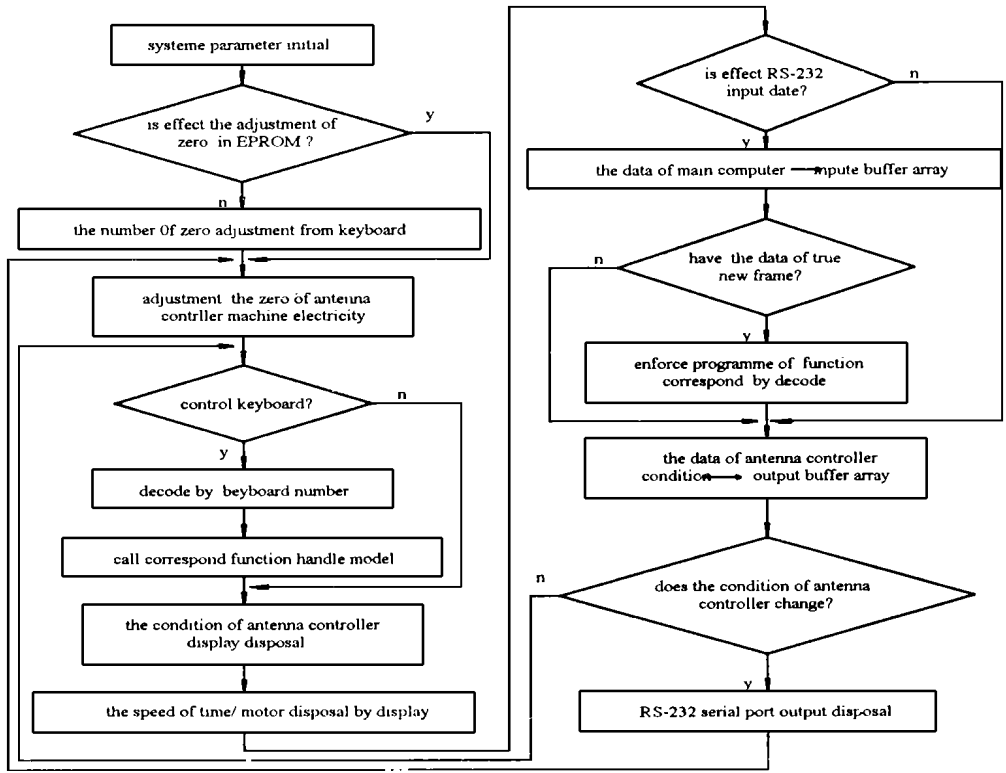 systeme parameter initial
is effect the adjustment of
zero in EPROM ?
y
n
the number 0f zero adjustment from keyboard
adjustment the zero of antenna
contrller machine electricity
control keyboard?
n
y
decode by beyboard number
call correspond function handle model
the condition of antenna controller
display disposal
the speed of time/ motor disposal by display
is effect RS-232
input date?
n
y
the data of main computer → mpute buffer array
have the data of true
new frame?
n
y
enforce programme of function
correspond by decode
the data of antenna controller
condition → output buffer array
does the condition of antenna
controller change?
n
y
RS-232 serial port output disposal